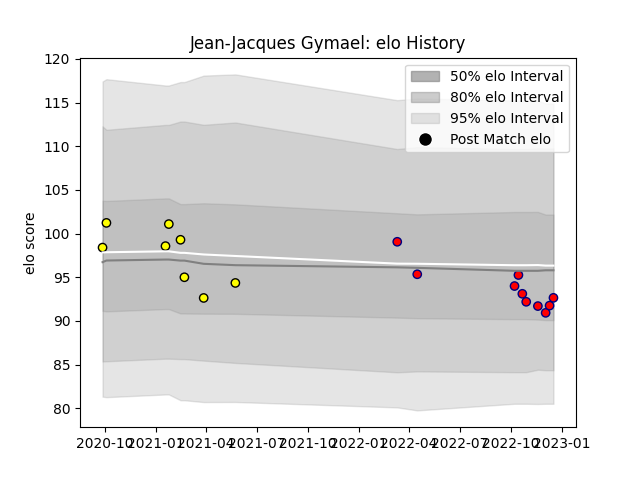 Jean-Jacques Gymael: elo History
50% elo Interval
80% elo Interval
95% elo Interval
Post Match elo
elo score
120
115
110
105
100
95
90
85
80
2020-10 2021-01 2021-04 2021-07 2021-10 2022-01 2022-04 2022-07 2022-10 2023-01